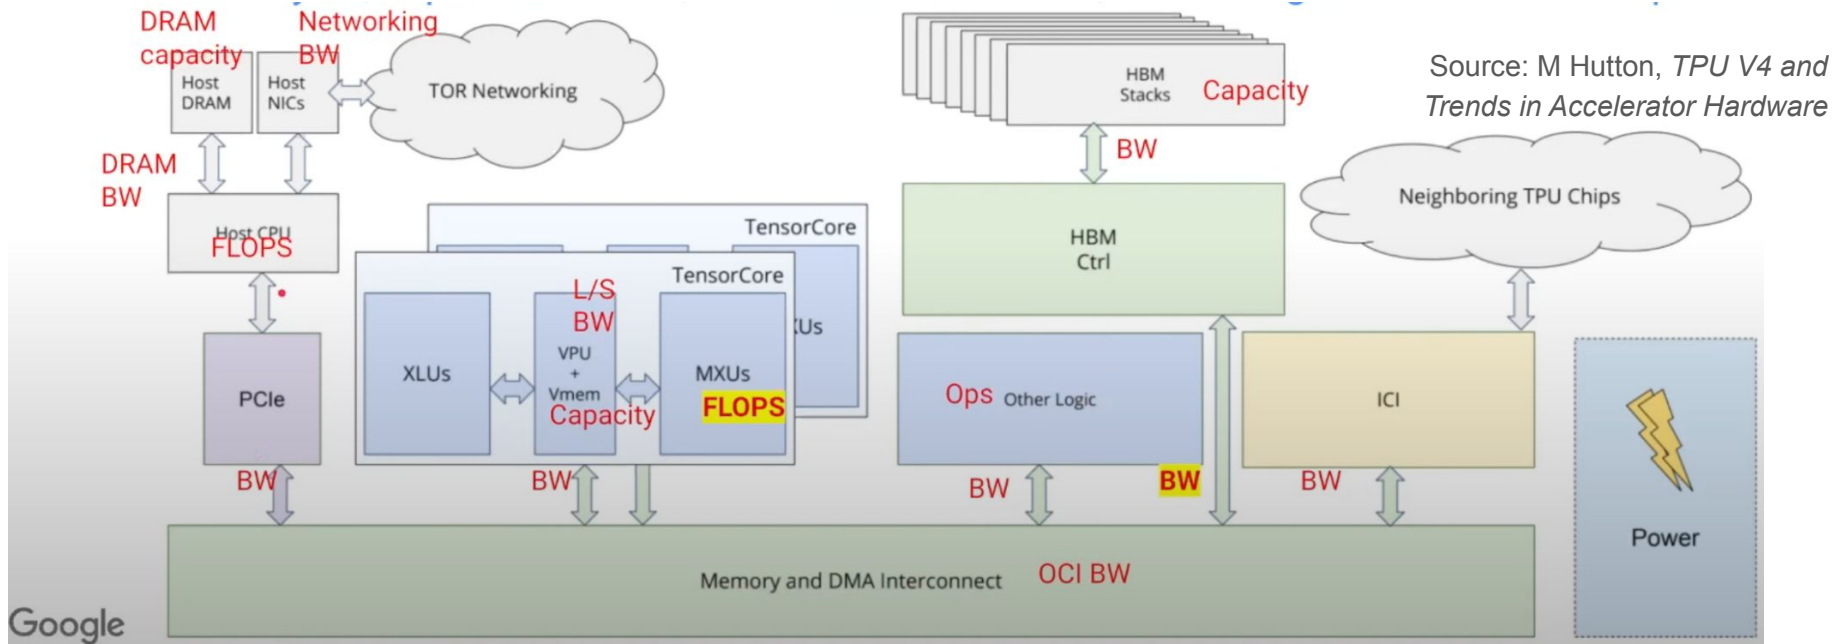 DRAM
capacity
Networking
BW
Host
DRAM
Host
NICs
TOR Networking
HBM
Stacks
Capacity
Source: M Hutton, TPU V4 and
Trends in Accelerator Hardware
DRAM
BW
BW
Host CPU
FLOPS
TensorCore
TensorCore
HBM
Ctrl
Neighboring TPU Chips
PCIe
XLUs
L/S
BW
VPU
+
Vmem
Capacity
MXUs
FLOPS
XUs
Ops
Other Logic
ICI
BW
BW
BW
BW
BW
Power
Memory and DMA Interconnect
OCI BW
Google